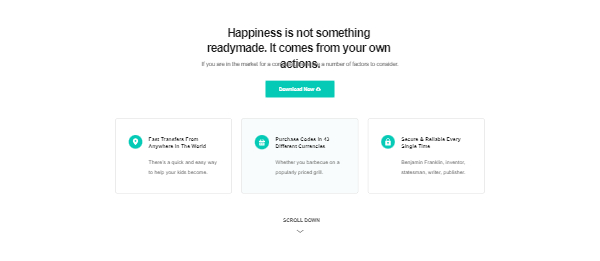 Happiness is not something
readymade. It comes from your own
actions.
If you are in the market for a a number of factors to consider.
Download Now
Fast Transfers From
Anywhere In The World
There's a quick and easy way
to help your kids become.
Purchase Codes in 43
Different Currencies
Whether you barbecue on a
popularly priced grill.
Secure & Reliable Every
Single Time
Benjamin Franklin, inventor,
statesman, writer, publisher.
SCROLL DOWN